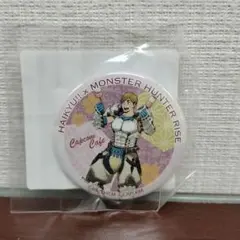 HAIKYU!! × MONSTER HUNTER RISE
Capcom Cafe